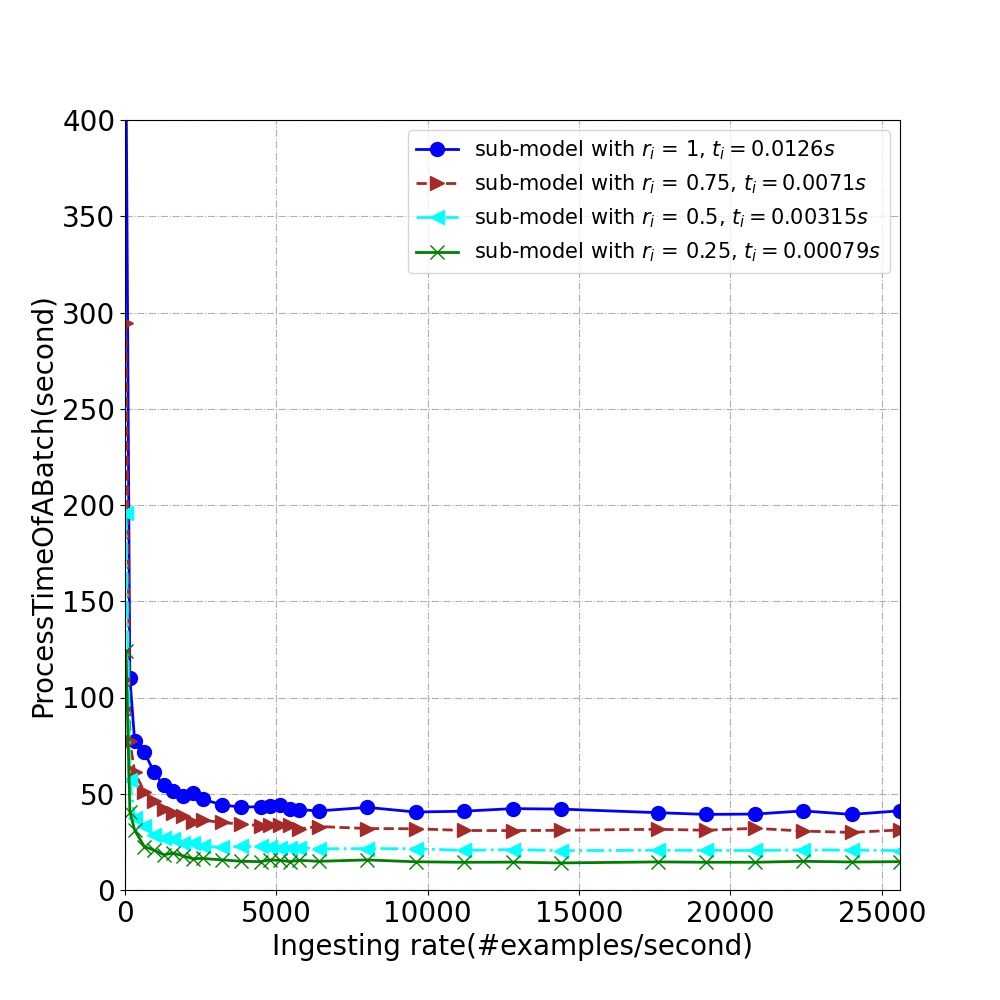 sub-model with rᵢ = 1, tᵢ = 0.0126s
sub-model with rᵢ = 0.75, tᵢ = 0.0071s
sub-model with rᵢ = 0.5, tᵢ = 0.00315s
sub-model with rᵢ = 0.25, tᵢ = 0.00079s
ProcessTimeOfABatch(second)
400
350
300
250
200
150
100
50
0
0 5000 10000 15000 20000 25000
Ingesting rate(#examples/second)